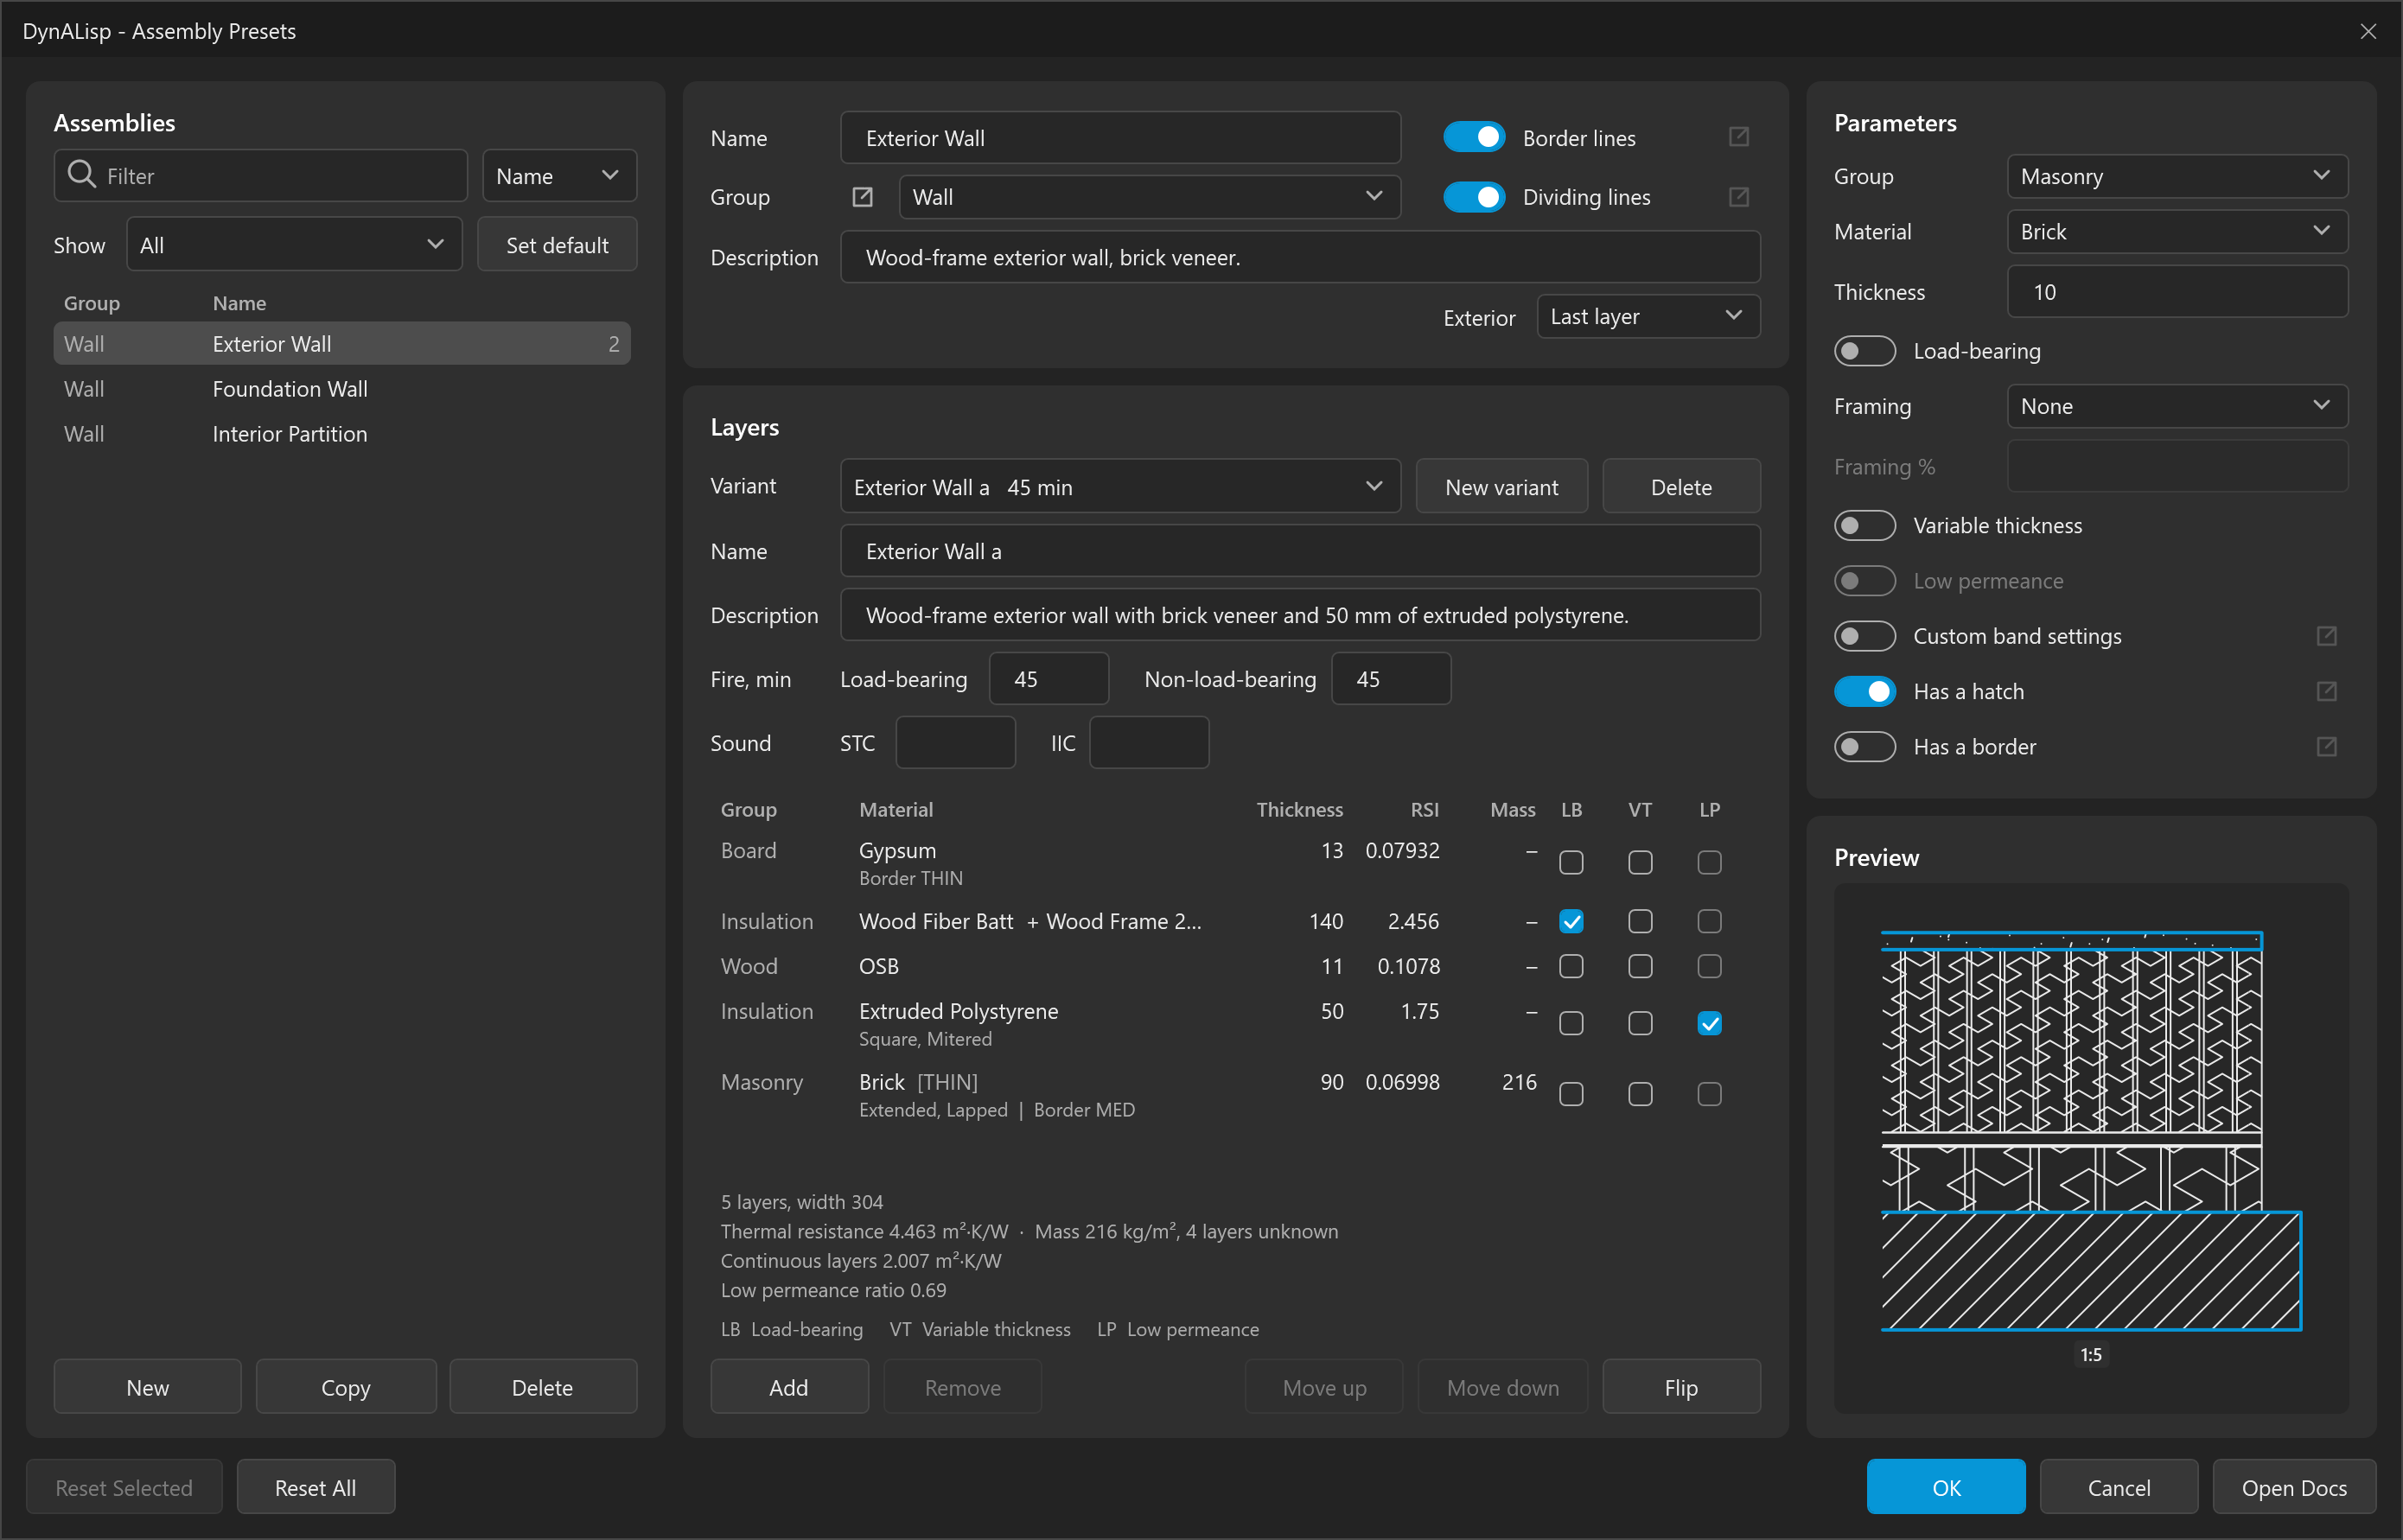 DynALisp - Assembly Presets
Assemblies
Filter
Name
Show
All
Set default
Group Name
Wall Exterior Wall 2
Wall Foundation Wall
Wall Interior Partition
New
Copy
Delete
Name
Exterior Wall
Border lines
Group
Wall
Dividing lines
Description
Wood-frame exterior wall, brick veneer.
Exterior
Last layer
Layers
Variant
Exterior Wall a 45 min
New variant
Delete
Name
Exterior Wall a
Description
Wood-frame exterior wall with brick veneer and 50 mm of extruded polystyrene.
Fire, min
Load-bearing
45
Non-load-bearing
45
Sound
STC
IIC
Group Material Thickness RSI Mass LB VT LP
Board Gypsum 13 0.07932 –
Border THIN
Insulation Wood Fiber Batt + Wood Frame 2... 140 2.456 –
Wood OSB 11 0.1078 –
Insulation Extruded Polystyrene 50 1.75 –
Square, Mitered
Masonry Brick [THIN] 90 0.06998 216
Extended, Lapped | Border MED
5 layers, width 304
Thermal resistance 4.463 m²·K/W · Mass 216 kg/m², 4 layers unknown
Continuous layers 2.007 m²·K/W
Low permeance ratio 0.69
LB Load-bearing VT Variable thickness LP Low permeance
Add
Remove
Move up
Move down
Flip
Parameters
Group
Masonry
Material
Brick
Thickness
10
Load-bearing
Framing
None
Framing %
Variable thickness
Low permeance
Custom band settings
Has a hatch
Has a border
Preview
1:5
Reset Selected
Reset All
OK
Cancel
Open Docs